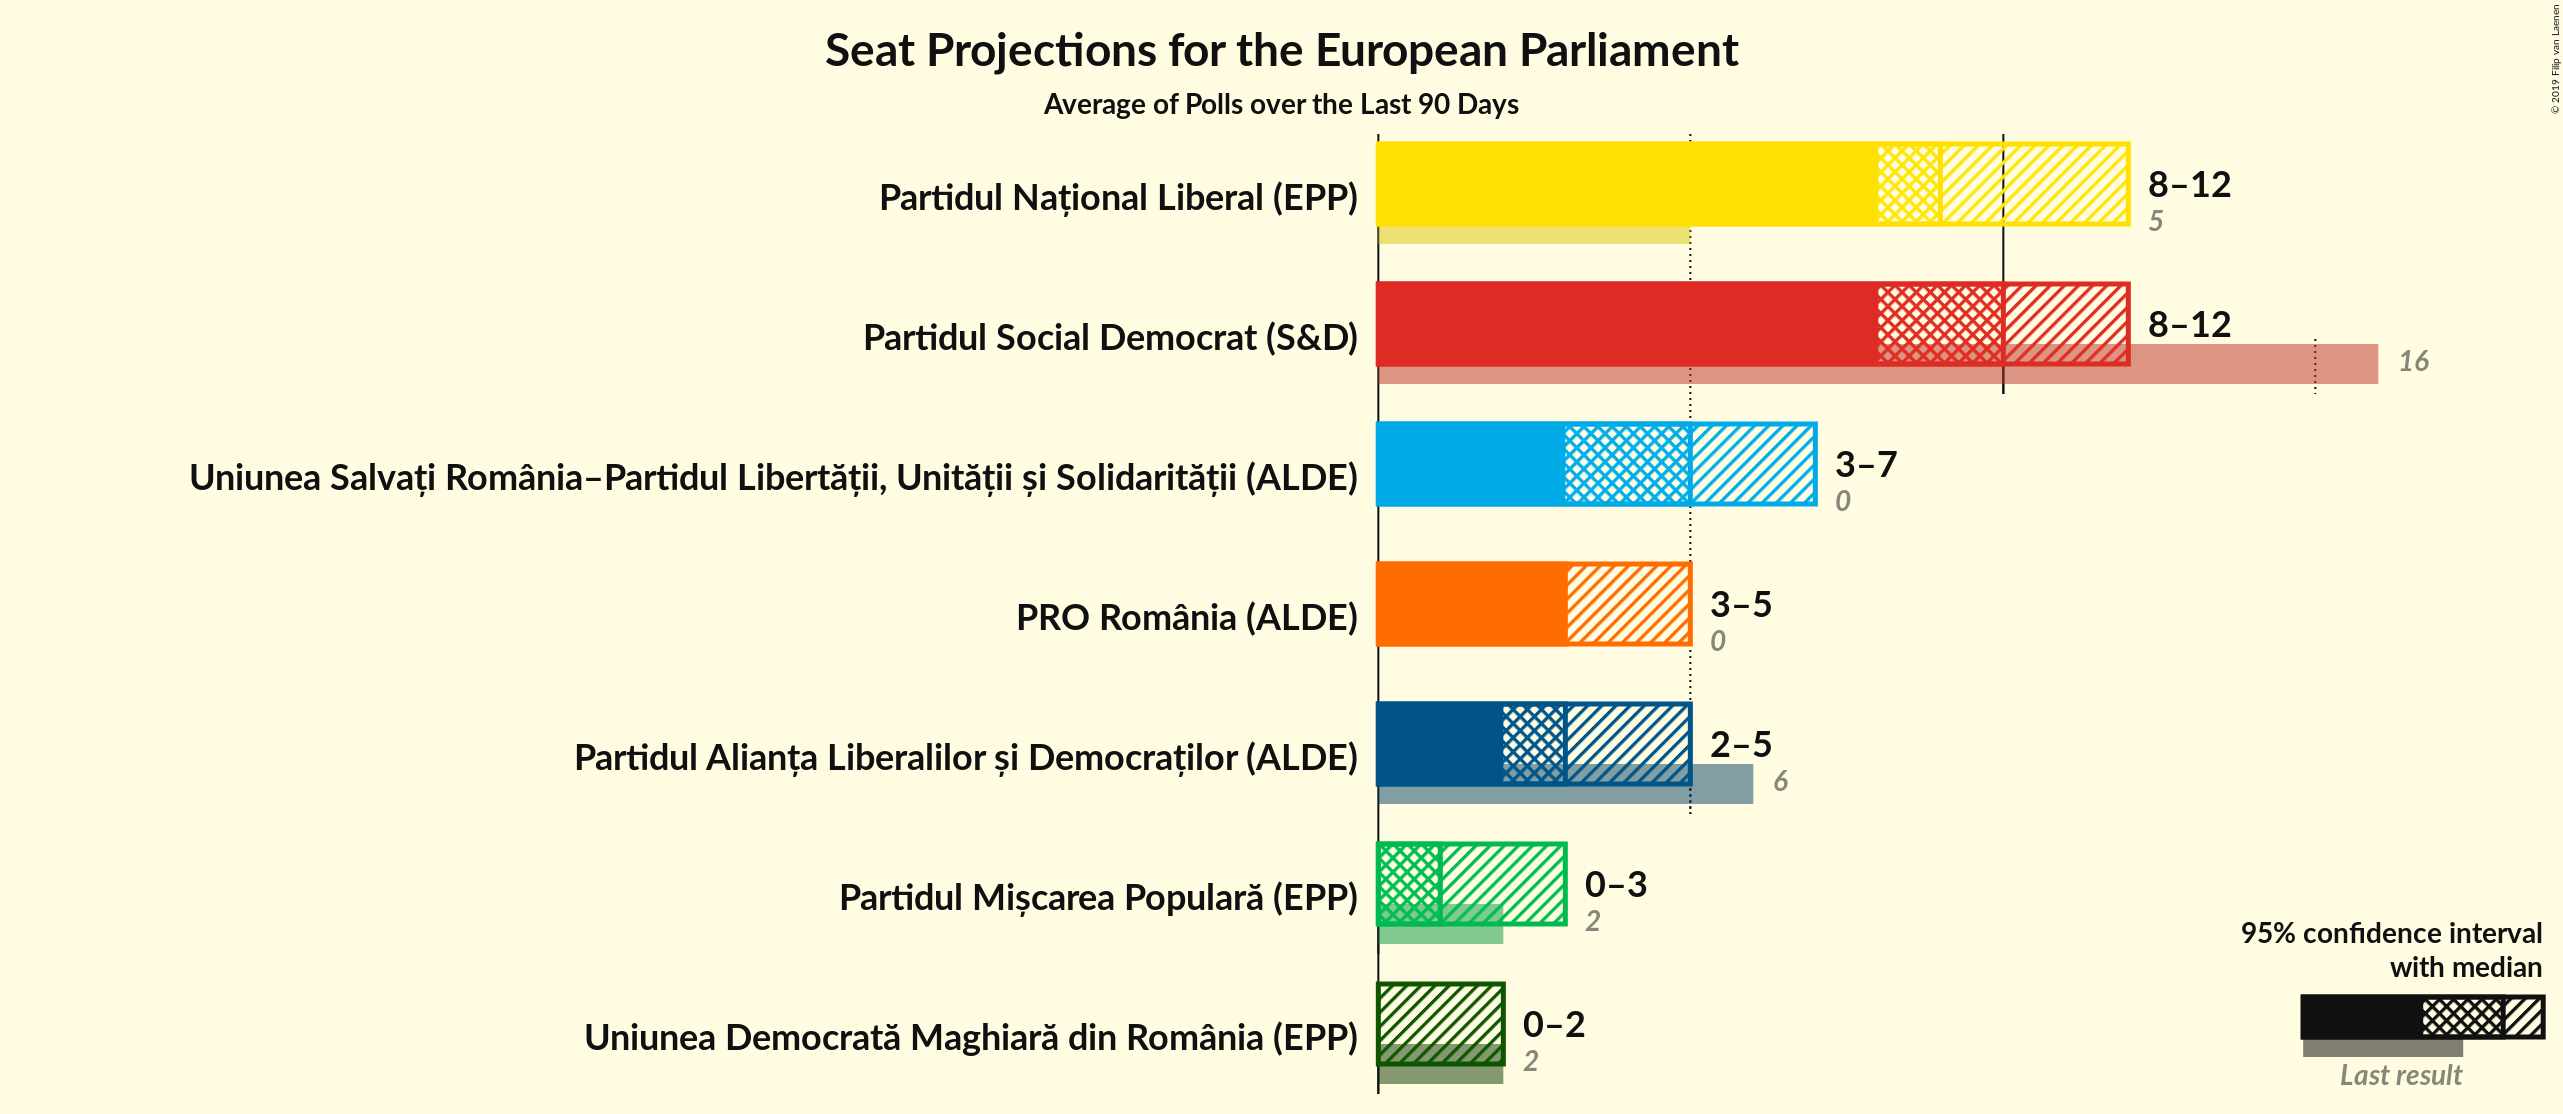 Seat Projections for the European Parliament
Average of Polls over the Last 90 Days
© 2019 Filip van Laenen
Partidul Național Liberal (EPP)
8–12
5
Partidul Social Democrat (S&D)
8–12
16
Uniunea Salvați România–Partidul Libertății, Unității și Solidarității (ALDE)
3–7
0
PRO România (ALDE)
3–5
0
Partidul Alianța Liberalilor și Democraților (ALDE)
2–5
6
Partidul Mișcarea Populară (EPP)
0–3
2
Uniunea Democrată Maghiară din România (EPP)
0–2
2
95% confidence interval
with median
Last result